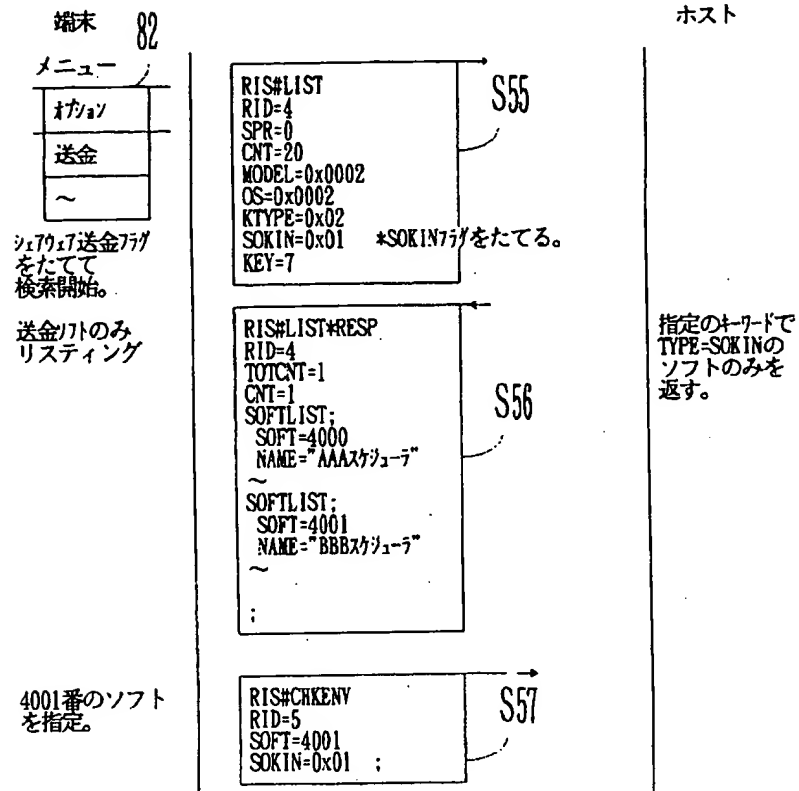 端末
82
ホスト
メニュー
オプション
送金
～
シェアウェア送金フラグ
をたてて
検索開始。
RIS#LIST
RID=4
SPR=0
CNT=20
MODEL=0x0002
OS=0x0002
KTYPE=0x02
SOKIN=0x01 *SOKINフラグをたてる。
KEY=7
S55
送金ソフトのみ
リスティング
RIS#LIST*RESP
RID=4
TOTCNT=1
CNT=1
SOFTLIST;
SOFT=4000
NAME="AAAスケジューラ"
～
SOFTLIST;
SOFT=4001
NAME="BBBスケジューラ"
～
;
S56
指定のキーワードで
TYPE=SOKINの
ソフトのみを
返す。
4001番のソフト
を指定。
RIS#CHKENV
RID=5
SOFT=4001
SOKIN=0x01 ;
S57